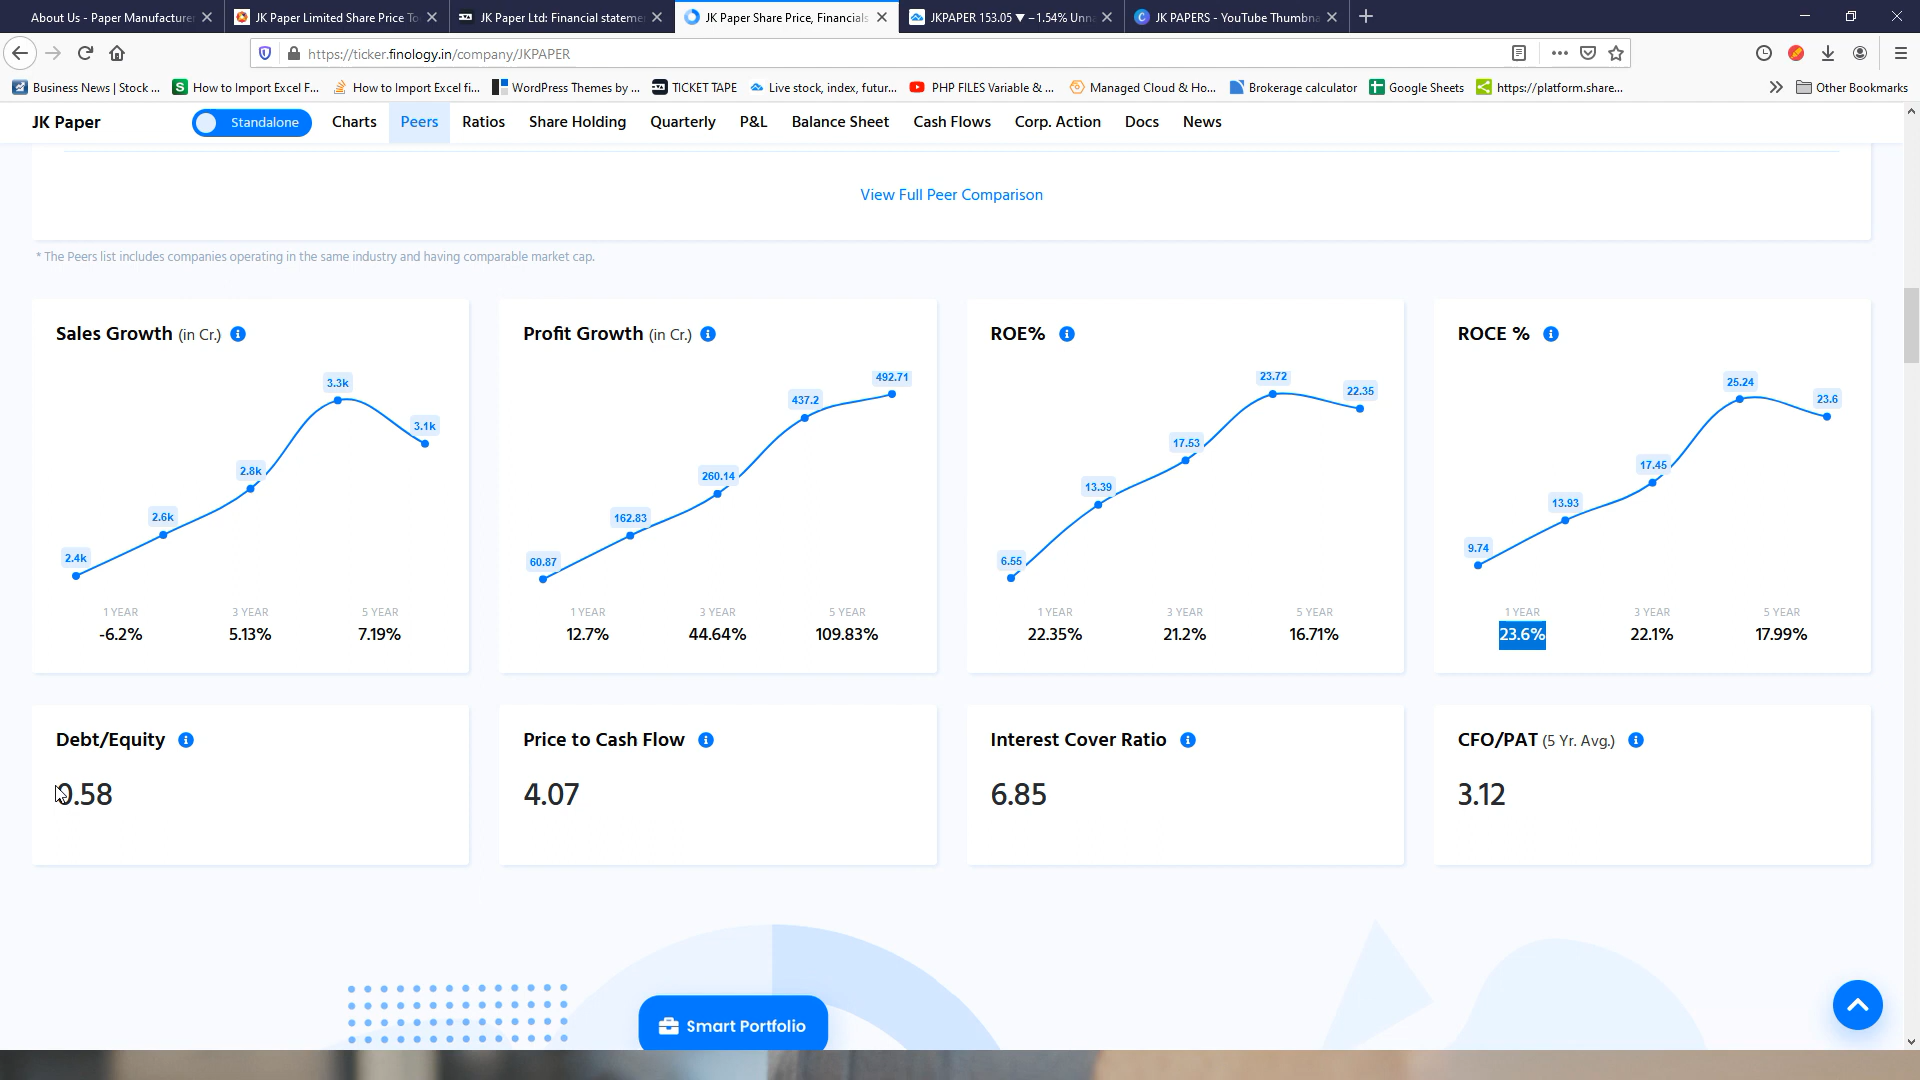 About Us - Paper Manufacturer
JK Paper Limited Share Price To
JK Paper Ltd: Financial stateme
JK Paper Share Price, Financials
JKPAPER 153.05 ▼ −1.54% Unn
JK PAPERS - YouTube Thumbna
https://ticker.finology.in/company/JKPAPER
Business News | Stock ...
How to Import Excel F...
How to Import Excel fi...
WordPress Themes by ...
TICKET TAPE
Live stock, index, futur...
PHP FILES Variable & ...
Managed Cloud & Ho...
Brokerage calculator
Google Sheets
https://platform.share...
Other Bookmarks
JK Paper
Standalone
Charts
Peers
Ratios
Share Holding
Quarterly
P&L
Balance Sheet
Cash Flows
Corp. Action
Docs
News
View Full Peer Comparison
* The Peers list includes companies operating in the same industry and having comparable market cap.
Sales Growth (in Cr.)
2.4k
2.6k
2.8k
3.3k
3.1k
1 YEAR
3 YEAR
5 YEAR
-6.2%
5.13%
7.19%
Profit Growth (in Cr.)
60.87
162.83
260.14
437.2
492.71
1 YEAR
3 YEAR
5 YEAR
12.7%
44.64%
109.83%
ROE%
6.55
13.39
17.53
23.72
22.35
1 YEAR
3 YEAR
5 YEAR
22.35%
21.2%
16.71%
ROCE %
9.74
13.93
17.45
25.24
23.6
1 YEAR
3 YEAR
5 YEAR
23.6%
22.1%
17.99%
Debt/Equity
0.58
Price to Cash Flow
4.07
Interest Cover Ratio
6.85
CFO/PAT (5 Yr. Avg.)
3.12
Smart Portfolio